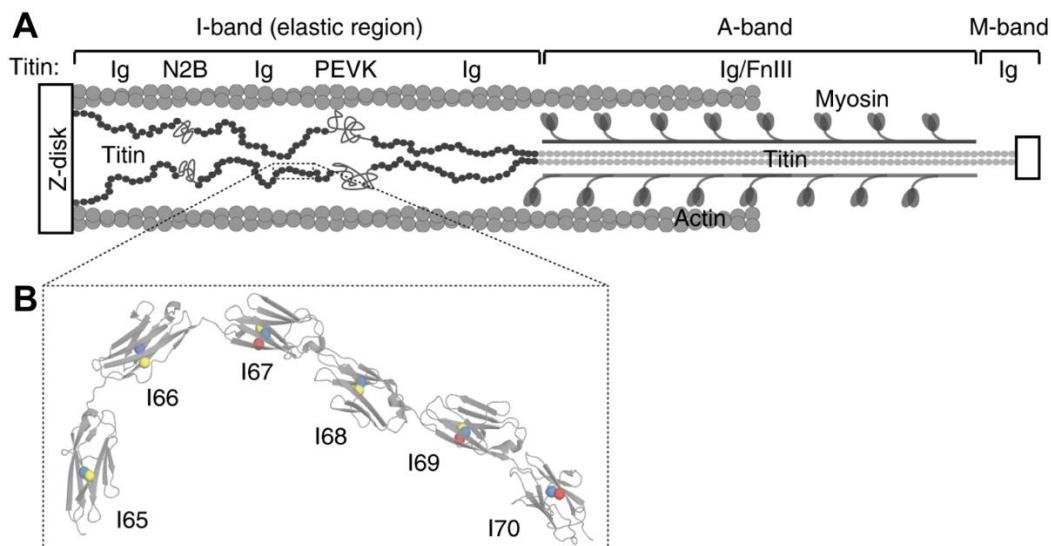 A
I-band (elastic region) A-band M-band
Titin: Ig N2B Ig PEVK Ig Ig/FnIII Ig
Myosin
Z-disk
Titin
Titin
Actin
B
I66
I67
I68
I69
I65
I70